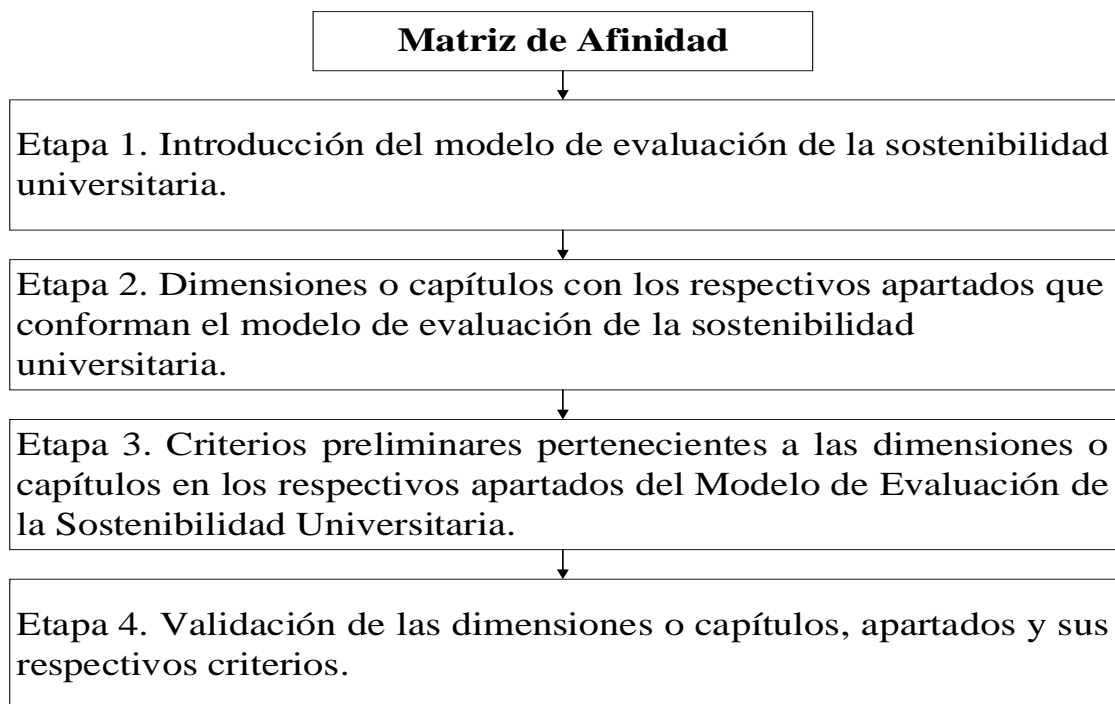 Matriz de Afinidad
Etapa 1. Introducción del modelo de evaluación de la sostenibilidad
universitaria.
Etapa 2. Dimensiones o capítulos con los respectivos apartados que
conforman el modelo de evaluación de la sostenibilidad
universitaria.
Etapa 3. Criterios preliminares pertenecientes a las dimensiones o
capítulos en los respectivos apartados del Modelo de Evaluación de
la Sostenibilidad Universitaria.
Etapa 4. Validación de las dimensiones o capítulos, apartados y sus
respectivos criterios.